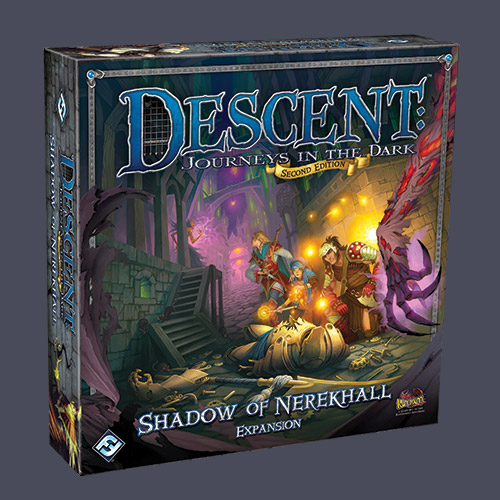 DESCENT:
JOURNEYS IN THE DARK
SECOND EDITION
SHADOW OF NEREKHALL
EXPANSION
DESCENT
SHADOW OF NEREKHALL